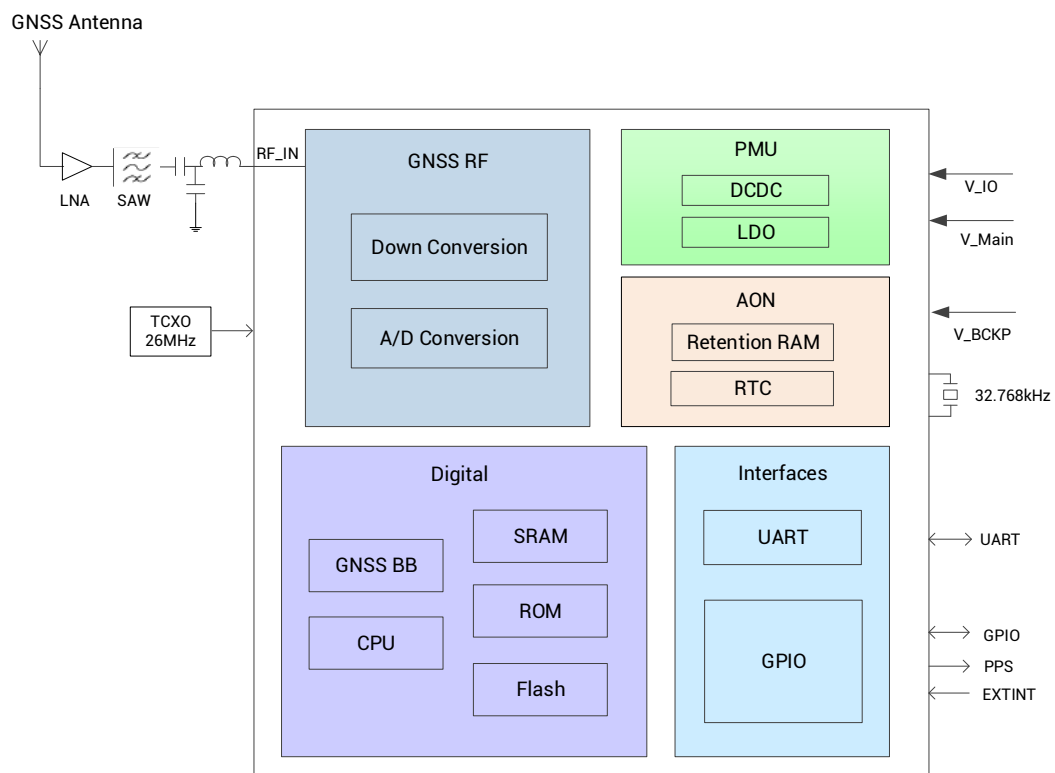 GNSS Antenna
LNA
SAW
RF_IN
GNSS RF
Down Conversion
A/D Conversion
TCXO
26MHz
PMU
DCDC
LDO
AON
Retention RAM
RTC
V_IO
V_Main
V_BCKP
32.768kHz
Digital
GNSS BB
CPU
SRAM
ROM
Flash
Interfaces
UART
GPIO
UART
GPIO
PPS
EXTINT